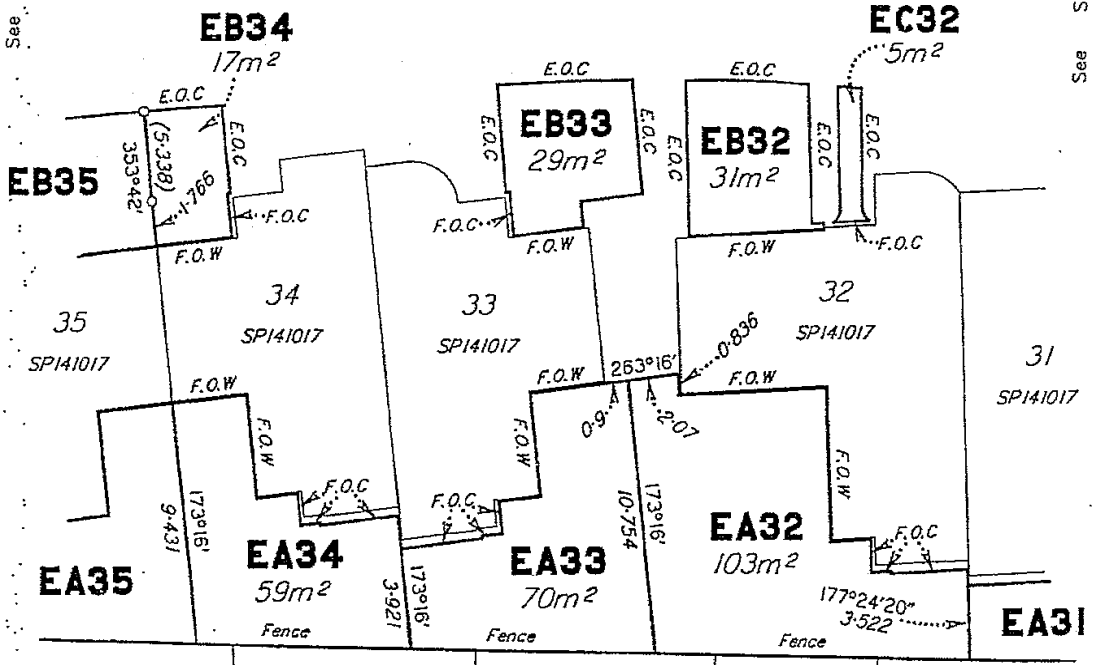 See
EB34
17m²
E.O.C
E.O.C
EB35
353°42'
(5·338)
1·766
F.O.C
F.O.W
E.O.C
E.O.C
EB33
29m²
E.O.C
F.O.C
E.O.C
E.O.C
EB32
31m²
E.O.C
EC32
5m²
E.O.C
F.O.C
F.O.W
See
S
35
SP141017
34
SP141017
33
SP141017
32
SP141017
31
SP141017
F.O.W
F.O.W
F.O.W
263°16'
0·836
F.O.W
0·9
2·07
F.O.W
F.O.W
F.O.C
F.O.C
F.O.C
173°16'
9·431
EA35
EA34
59m²
173°16'
3·921
EA33
70m²
173°16'
10·754
EA32
103m²
177°24'20"
3·522
EA31
Fence
Fence
Fence